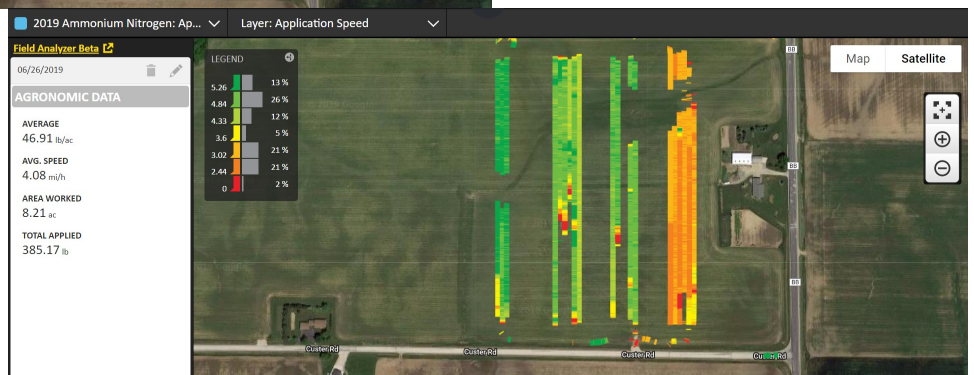 2019 Ammonium Nitrogen: Ap... Layer: Application Speed
Field Analyzer Beta
06/26/2019
AGRONOMIC DATA
AVERAGE
46.91 lb/ac
AVG. SPEED
4.08 mi/h
AREA WORKED
8.21 ac
TOTAL APPLIED
385.17 lb
LEGEND
13 %
5.26
26 %
4.84
12 %
4.33
5 %
3.6
21 %
3.02
21 %
2.44
2 %
0
Map Satellite
BB
BB
BB
Custer Rd
Custer Rd
Custer Rd
Custer Rd